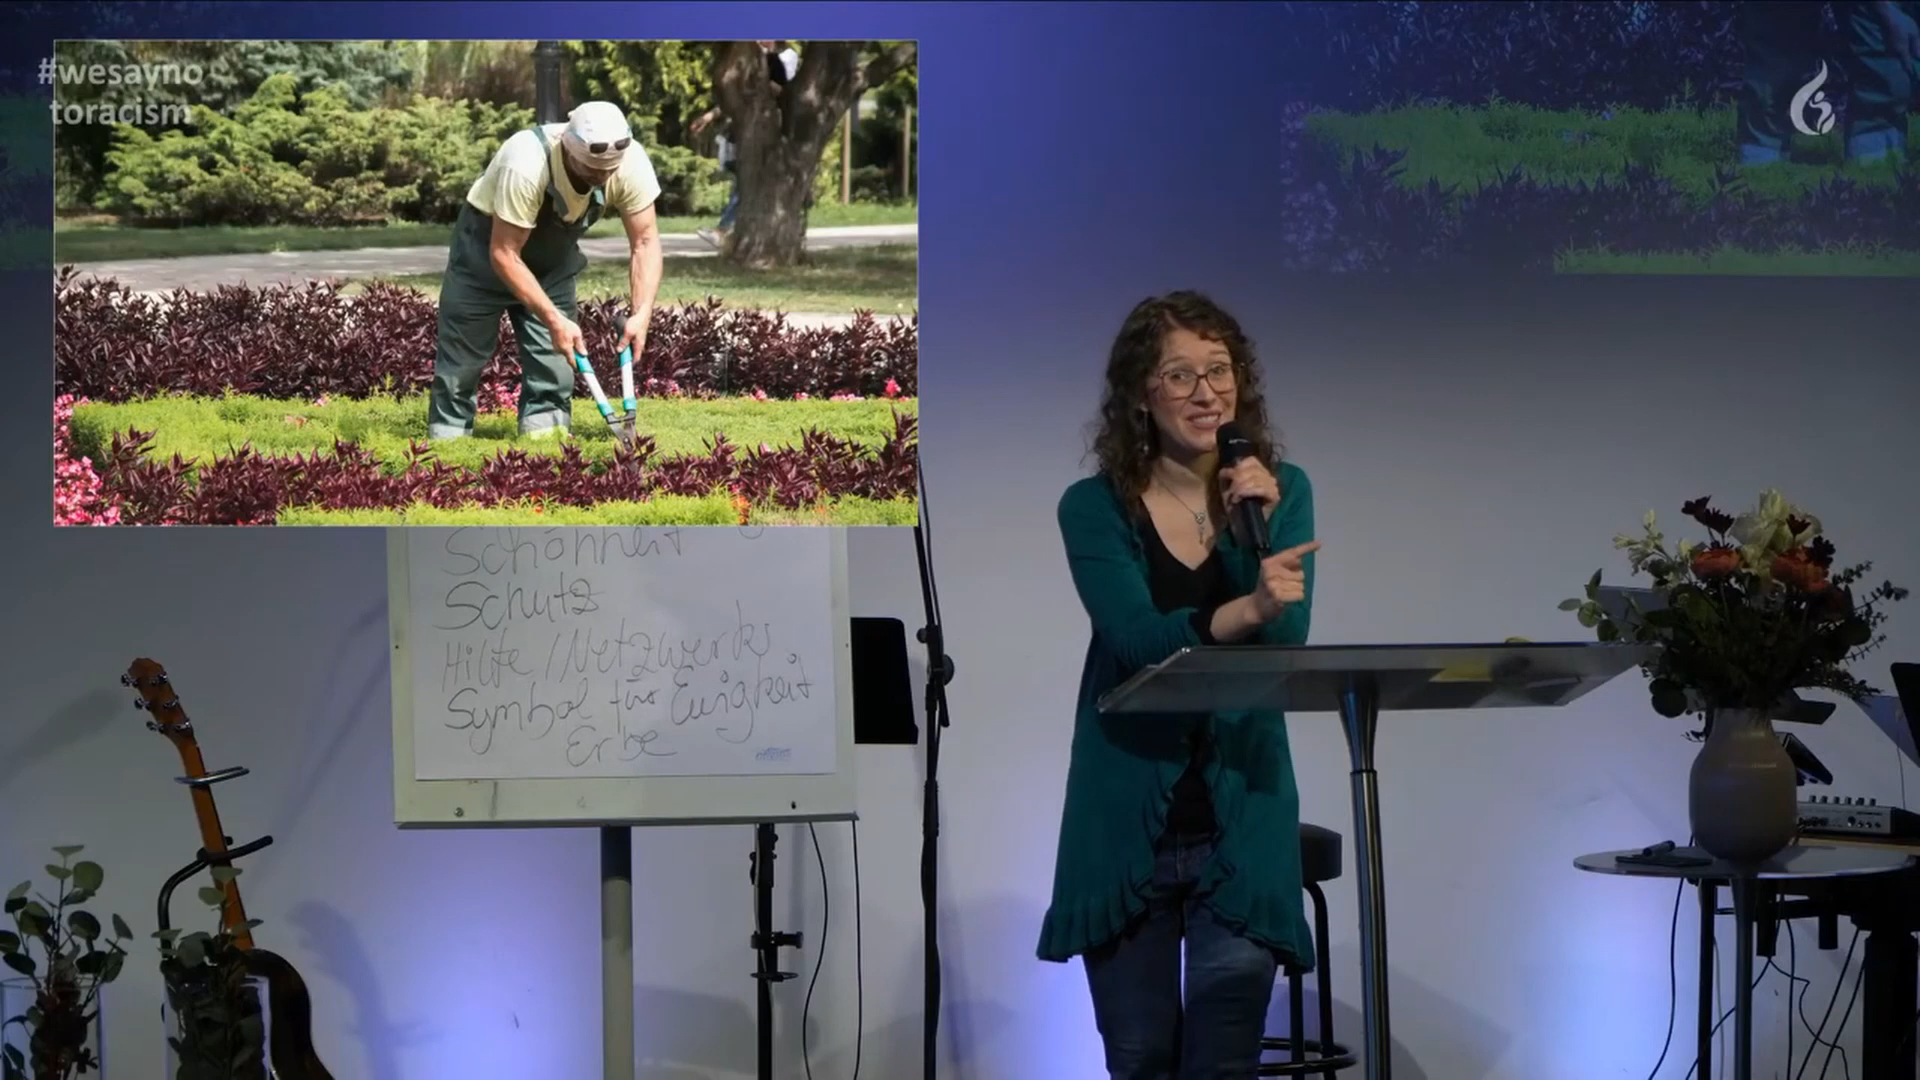 #wesayno
toracism
Schönheit
Schutz
Hilfe / Netzwerk
Symbol für Ewigkeit
Erbe